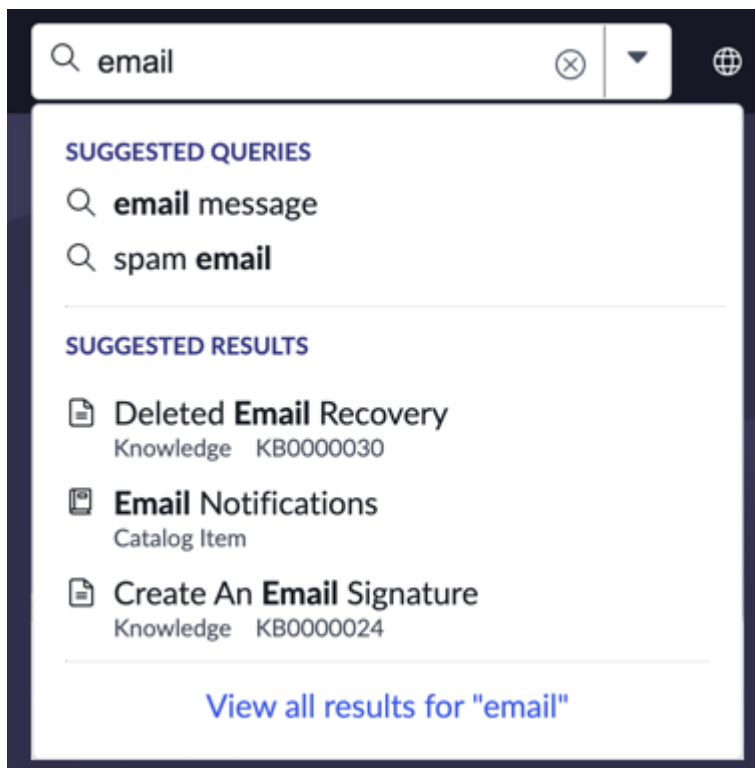 email
SUGGESTED QUERIES
email message
spam email
SUGGESTED RESULTS
Deleted Email Recovery
Knowledge KB0000030
Email Notifications
Catalog Item
Create An Email Signature
Knowledge KB0000024
View all results for "email"